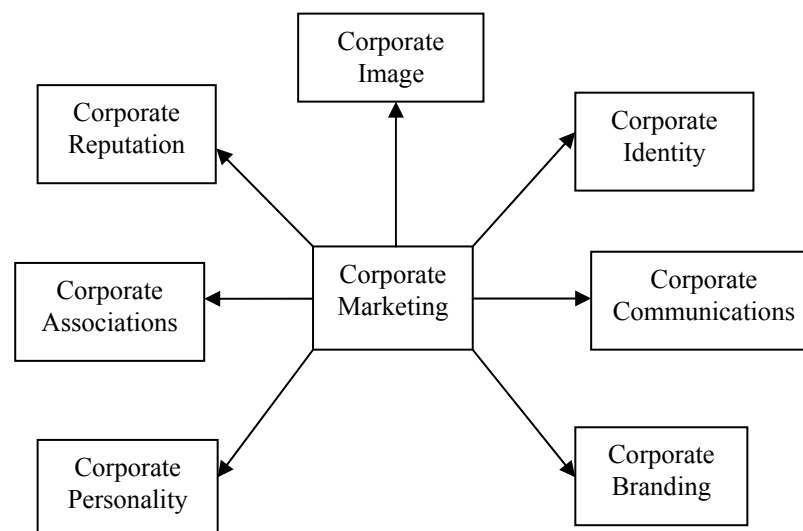 Corporate
Image
Corporate
Reputation
Corporate
Identity
Corporate
Marketing
Corporate
Associations
Corporate
Communications
Corporate
Personality
Corporate
Branding